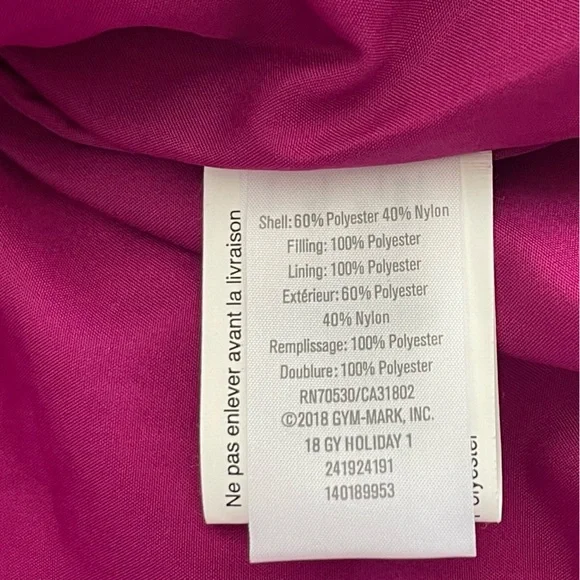 Ne pas enlever avant la livraison
Shell: 60% Polyester 40% Nylon
Filling: 100% Polyester
Lining: 100% Polyester
Extérieur: 60% Polyester
40% Nylon
Remplissage: 100% Polyester
Doublure: 100% Polyester
RN70530/CA31802
©2018 GYM-MARK, INC.
18 GY HOLIDAY 1
241924191
140189953